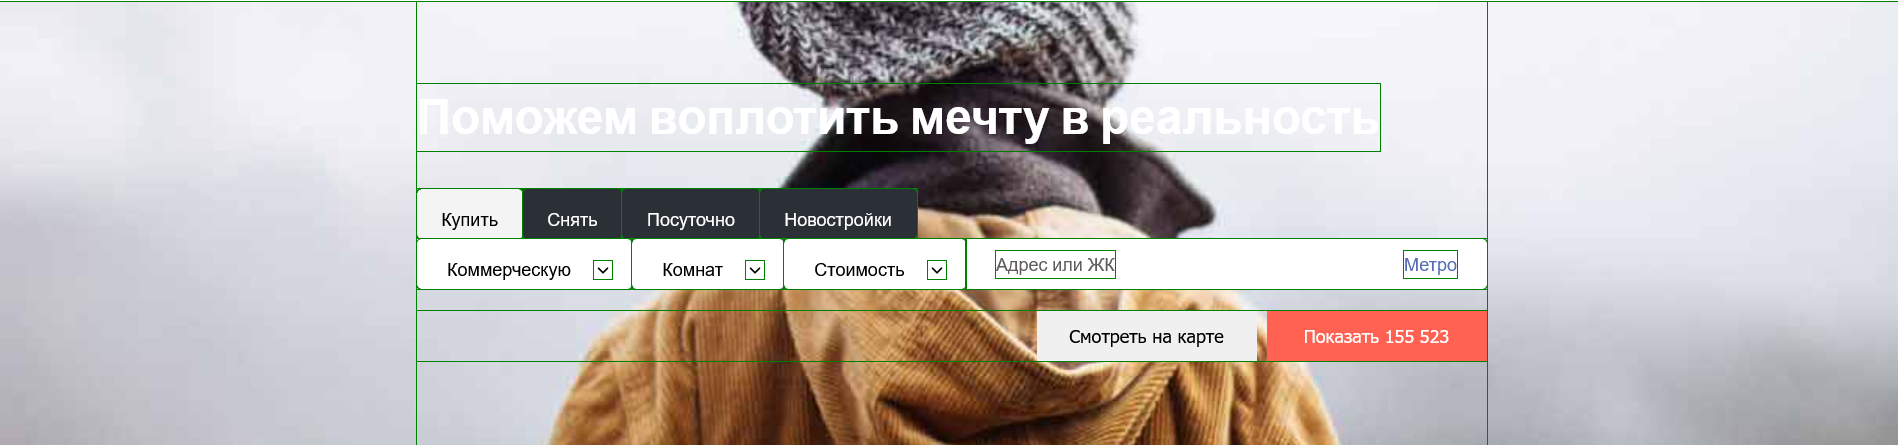 Поможем воплотить мечту в реальность
Купить Снять Посуточно Новостройки
Коммерческую Комнат Стоимость Адрес или ЖК Метро
Смотреть на карте Показать 155 523